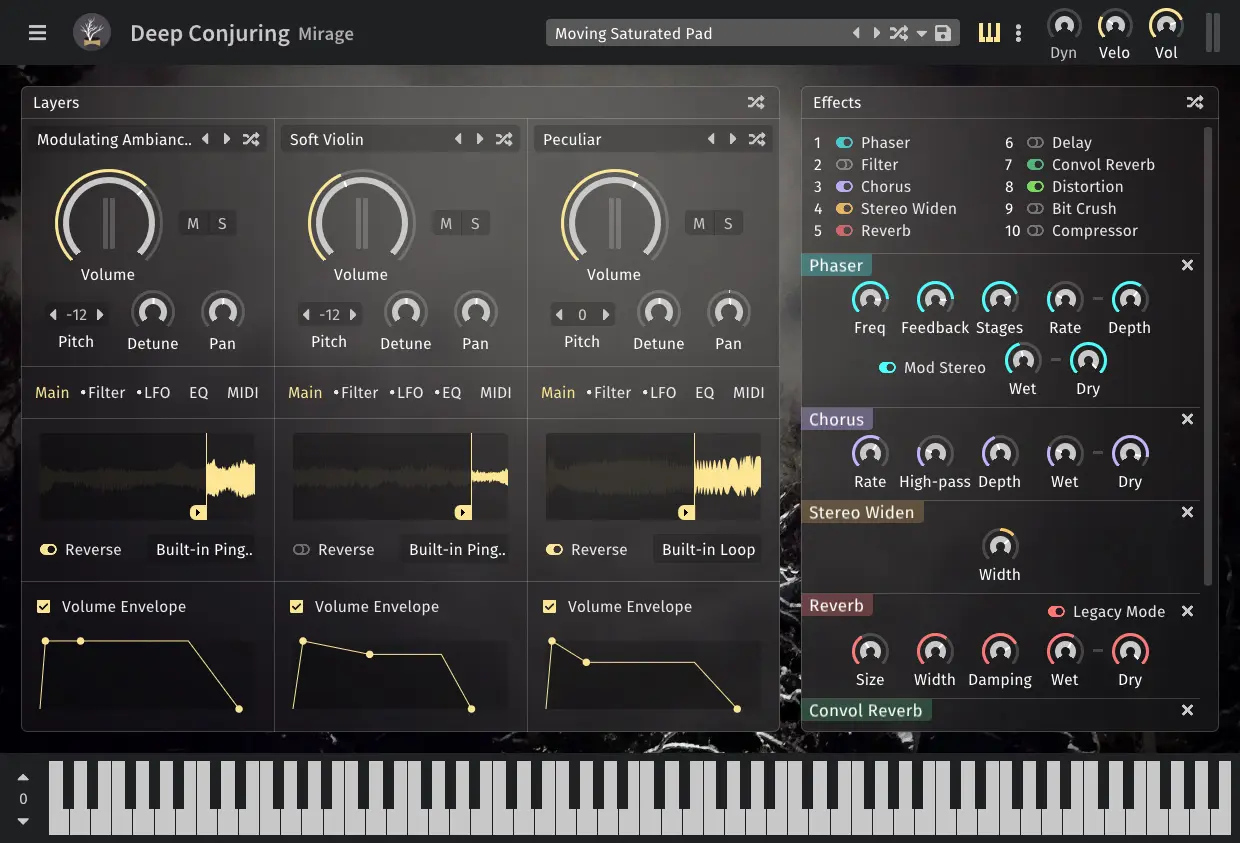 Deep Conjuring Mirage
Moving Saturated Pad
Dyn Velo Vol
Layers
Modulating Ambianc.. Soft Violin Peculiar
M S M S M S
Volume Volume Volume
-12 -12 0
Pitch Detune Pan Pitch Detune Pan Pitch Detune Pan
Main •Filter •LFO EQ MIDI Main •Filter •LFO •EQ MIDI Main •Filter •LFO EQ MIDI
Reverse Built-in Ping.. Reverse Built-in Ping.. Reverse Built-in Loop
Volume Envelope Volume Envelope Volume Envelope
Effects
1 Phaser 6 Delay
2 Filter 7 Convol Reverb
3 Chorus 8 Distortion
4 Stereo Widen 9 Bit Crush
5 Reverb 10 Compressor
Phaser
Freq Feedback Stages Rate Depth
Mod Stereo Wet Dry
Chorus
Rate High-pass Depth Wet Dry
Stereo Widen
Width
Reverb Legacy Mode
Size Width Damping Wet Dry
Convol Reverb
0